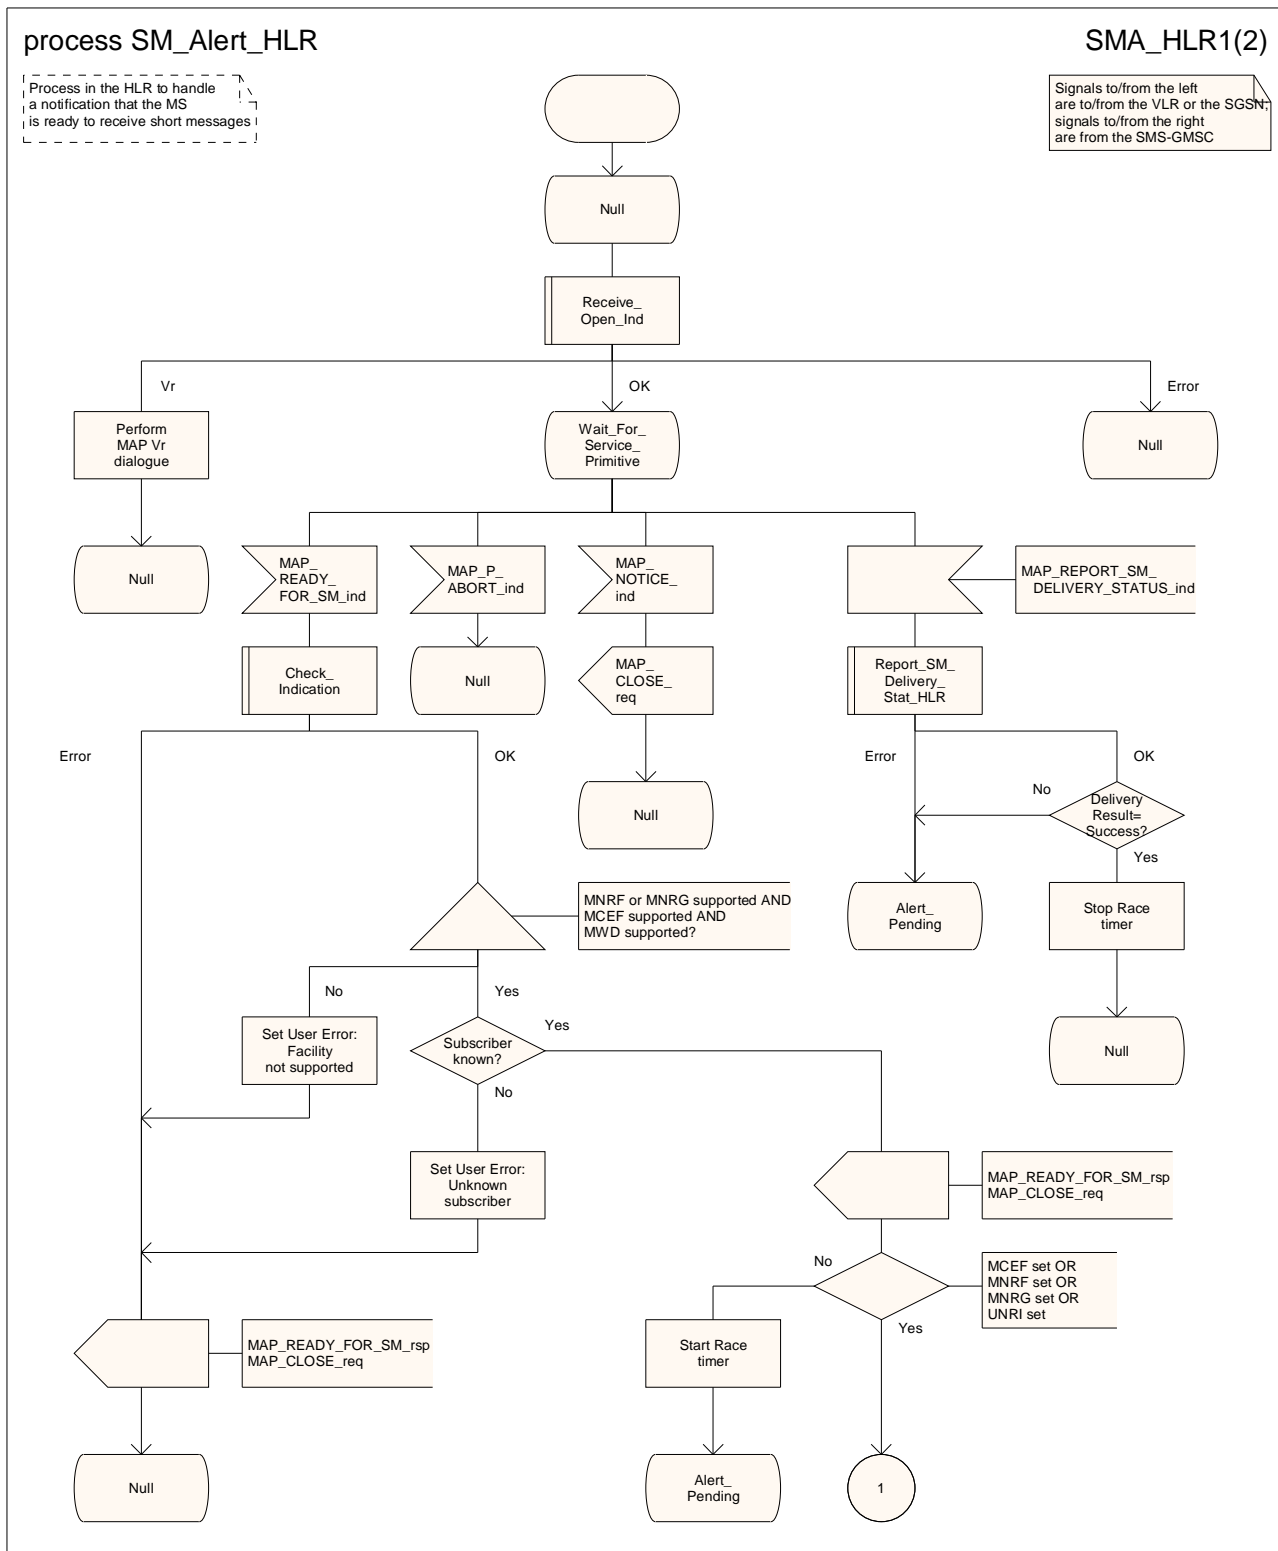 process SM_Alert_HLR
SMA_HLR1(2)
Process in the HLR to handle
a notification that the MS
is ready to receive short messages
Signals to/from the left
are to/from the VLR or the SGSN;
signals to/from the right
are from the SMS-GMSC
Null
Receive_
Open_Ind
Vr
OK
Error
Perform
MAP Vr
dialogue
Wait_For_
Service_
Primitive
Null
Null
MAP_
READY_
FOR_SM_ind
MAP_P_
ABORT_ind
MAP_
NOTICE_
ind
MAP_REPORT_SM_
DELIVERY_STATUS_ind
Check_
Indication
Null
MAP_
CLOSE_
req
Report_SM_
Delivery_
Stat_HLR
Error
OK
Error
OK
Null
No
Delivery
Result=
Success?
Yes
MNRF or MNRG supported AND
MCEF supported AND
MWD supported?
Alert_
Pending
Stop Race
timer
No
Yes
Set User Error:
Facility
not supported
Subscriber
known?
Yes
No
Null
Set User Error:
Unknown
subscriber
MAP_READY_FOR_SM_rsp
MAP_CLOSE_req
No
MCEF set OR
MNRF set OR
MNRG set OR
UNRI set
Yes
MAP_READY_FOR_SM_rsp
MAP_CLOSE_req
Start Race
timer
Null
Alert_
Pending
1